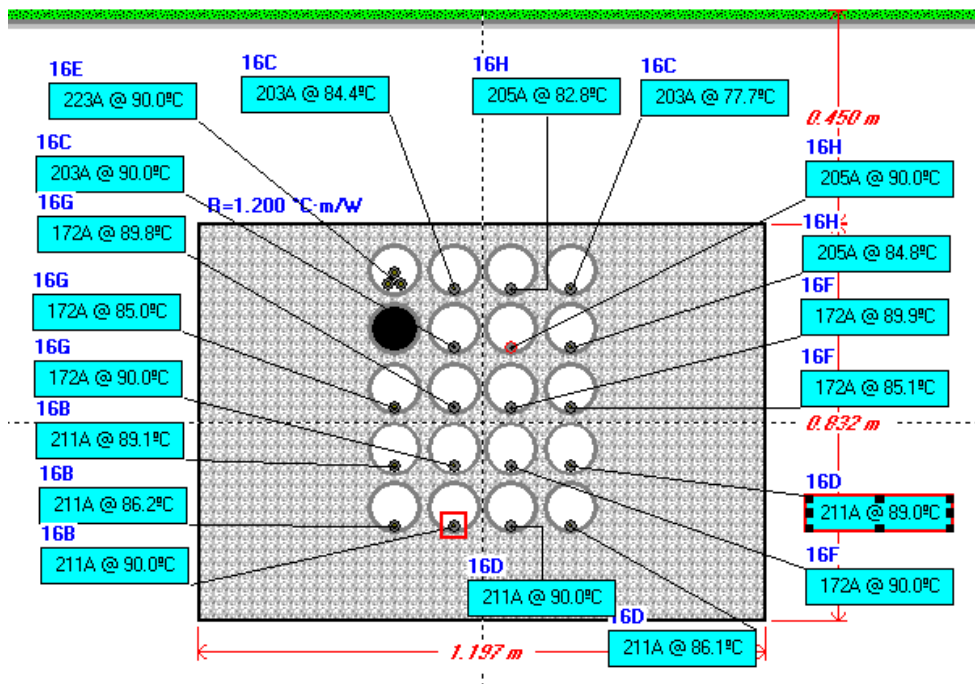 16E
223A @ 90.0ºC
16C
203A @ 84.4ºC
16H
205A @ 82.8ºC
16C
203A @ 77.7ºC
0.450 m
16C
203A @ 90.0ºC
16H
205A @ 90.0ºC
16G
172A @ 89.8ºC
R=1.200 °C·m/W
16H
205A @ 84.8ºC
16G
172A @ 85.0ºC
16F
172A @ 89.9ºC
16G
172A @ 90.0ºC
16F
172A @ 85.1ºC
16B
211A @ 89.1ºC
0.832 m
16B
211A @ 86.2ºC
16D
211A @ 89.0ºC
16B
211A @ 90.0ºC
16D
211A @ 90.0ºC
16F
172A @ 90.0ºC
16D
211A @ 86.1ºC
1.197 m